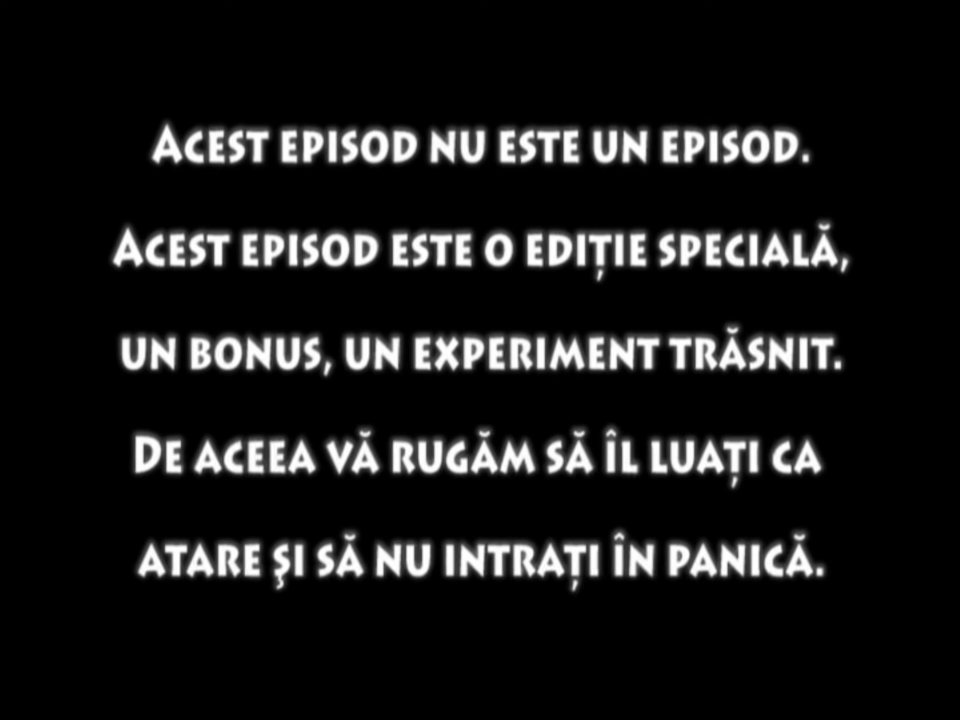 Acest episod nu este un episod.
Acest episod este o ediție specială,
un bonus, un experiment trăsnit.
De aceea vă rugăm să îl luați ca
atare şi să nu intrați în panică.